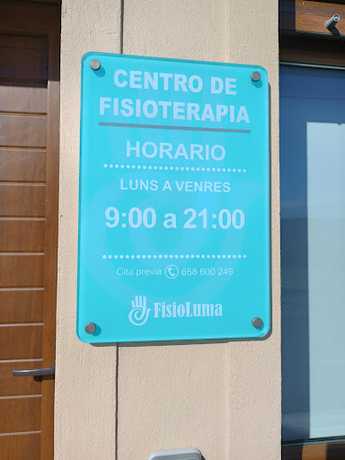 CENTRO DE
FISIOTERAPIA
HORARIO
LUNS A VENRES
9:00 a 21:00
Cita previa 658 600 249
FisioLuma